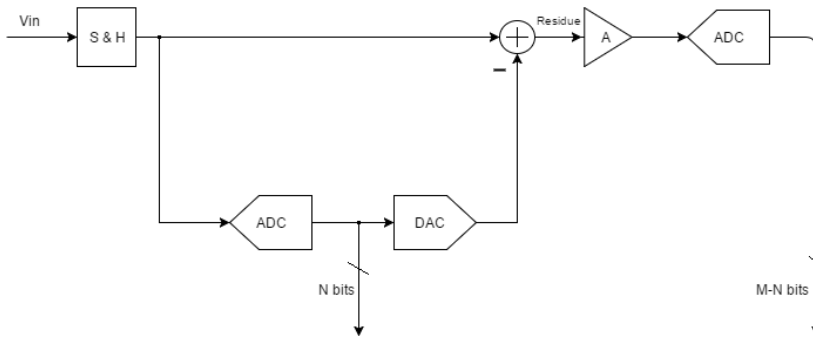 Vin
S & H
Residue
A
ADC
ADC
DAC
N bits
M-N bits